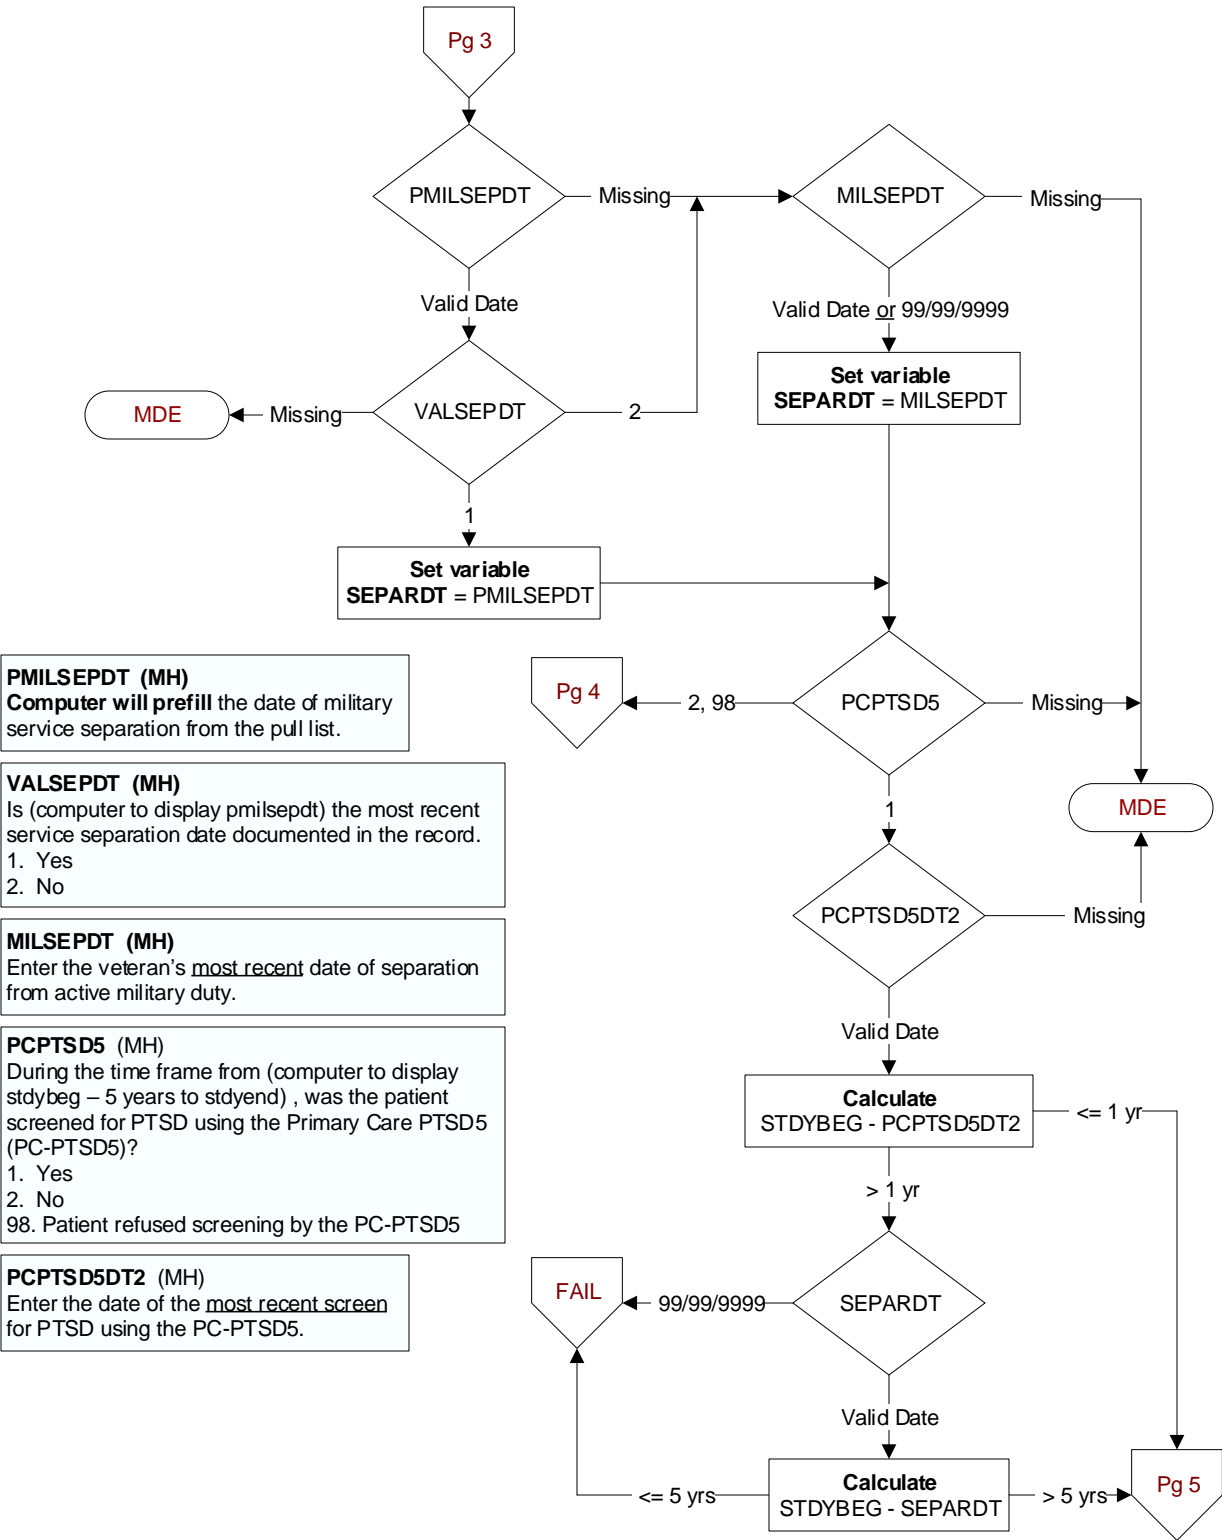 Pg 3
PMILSEPDT
Missing
MILSEPDT
Missing
Valid Date
Valid Date or 99/99/9999
Set variable
SEPARDT = MILSEPDT
MDE
Missing
VALSEPDT
2
1
Set variable
SEPARDT = PMILSEPDT
PMILSEPDT (MH)
Computer will prefill the date of military
service separation from the pull list.
Pg 4
2, 98
PCPTSD5
Missing
VALSEPDT (MH)
Is (computer to display pmilsepdt) the most recent
service separation date documented in the record.
1. Yes
2. No
1
MDE
MILSEPDT (MH)
Enter the veteran's most recent date of separation
from active military duty.
PCPTSD5DT2
Missing
Valid Date
PCPTSD5 (MH)
During the time frame from (computer to display
stdybeg – 5 years to stdyend) , was the patient
screened for PTSD using the Primary Care PTSD5
(PC-PTSD5)?
1. Yes
2. No
98. Patient refused screening by the PC-PTSD5
Calculate
STDYBEG - PCPTSD5DT2
<= 1 yr
> 1 yr
PCPTSD5DT2 (MH)
Enter the date of the most recent screen
for PTSD using the PC-PTSD5.
FAIL
99/99/9999
SEPARDT
Valid Date
<= 5 yrs
Calculate
STDYBEG - SEPARDT
> 5 yrs
Pg 5